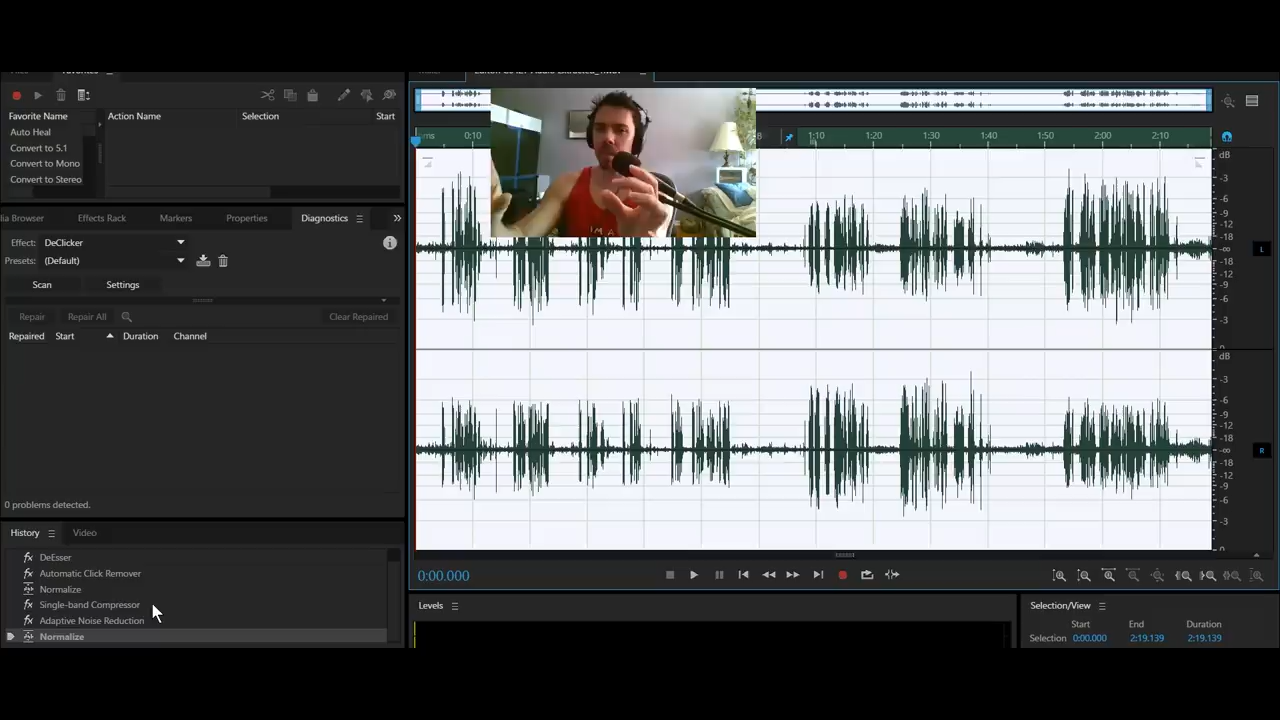 Favorite Name
Action Name
Selection
Start
Auto Heal
Convert to 5.1
Convert to Mono
Convert to Stereo
0:10
1:10
1:20
1:30
1:40
1:50
2:00
2:10
dB
-3
-6
-9
-12
-18
-∞
-18
-12
-9
-6
-3
L
dB
-3
-6
-9
-12
-18
-∞
-18
-12
-9
-6
-3
R
Browser
Effects Rack
Markers
Properties
Diagnostics
Effect:
DeClicker
Presets:
(Default)
Scan
Settings
Repair
Repair All
Clear Repaired
Repaired
Start
Duration
Channel
0 problems detected.
History
Video
DeEsser
Automatic Click Remover
Normalize
Single-band Compressor
Adaptive Noise Reduction
Normalize
0:00.000
Levels
Selection/View
Start
End
Duration
Selection
0:00.000
2:19.139
2:19.139